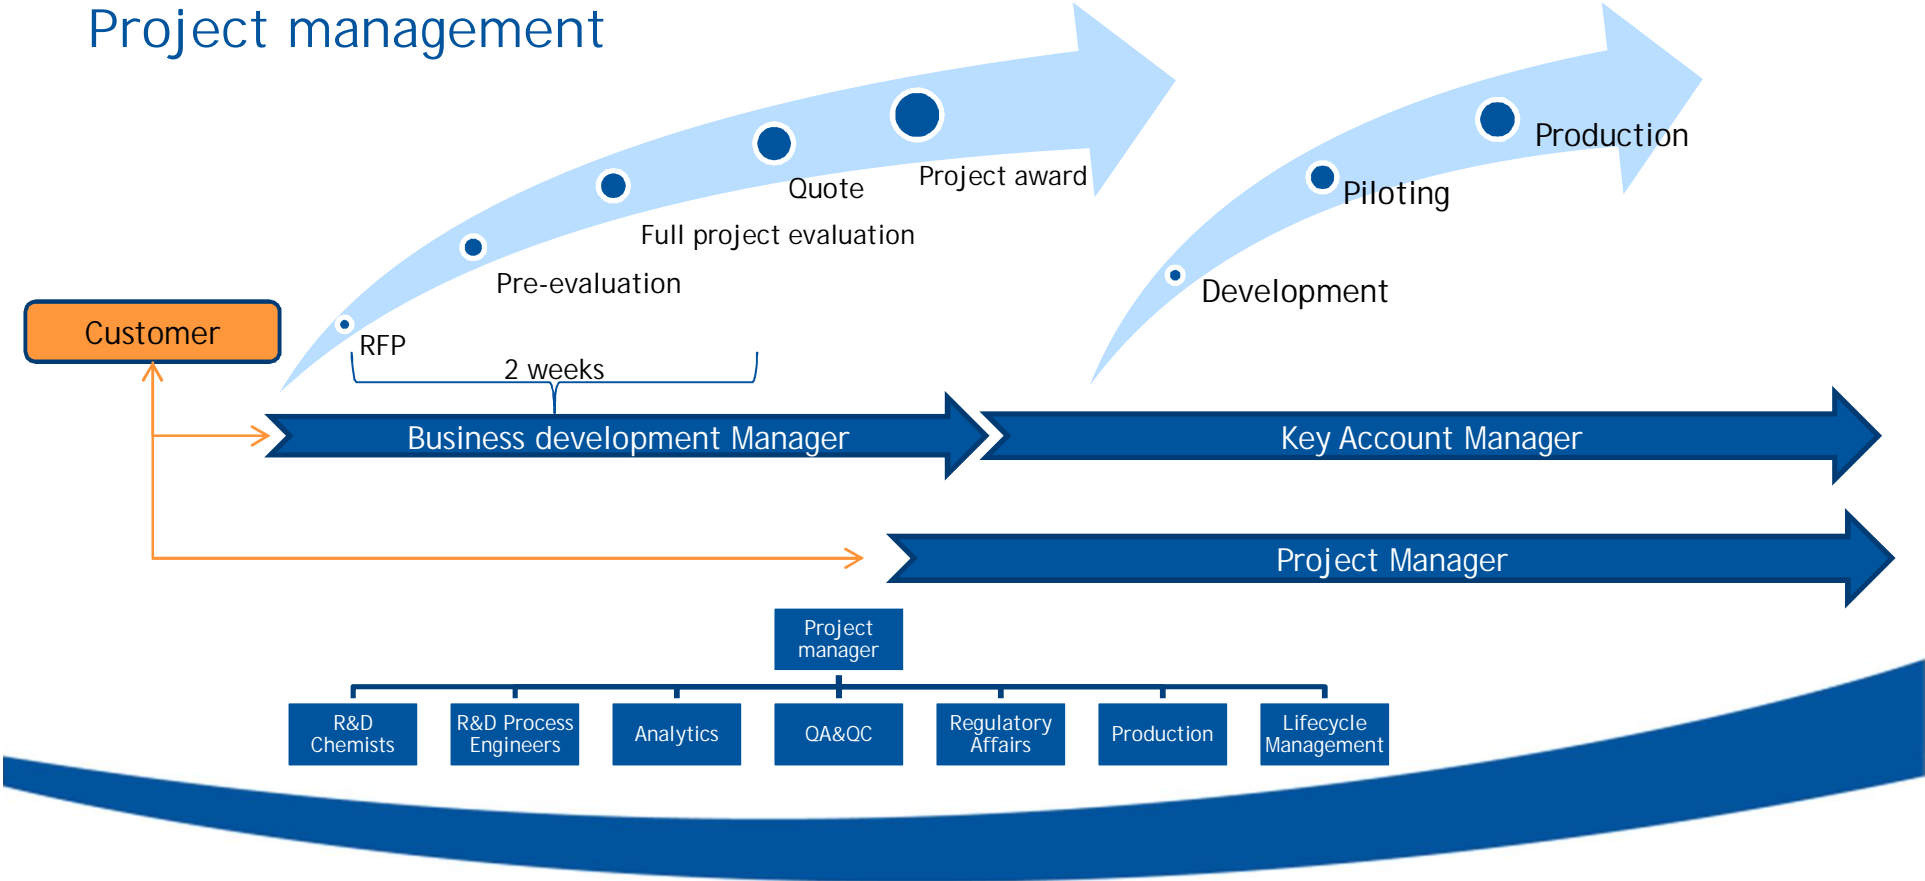 Project management
Production
Project award
Quote
Piloting
Full project evaluation
Pre-evaluation
Development
Customer
RFP
2 weeks
Business development Manager
Key Account Manager
Project Manager
Project
manager
R&D
Chemists
R&D Process
Engineers
Analytics
QA&QC
Regulatory
Affairs
Production
Lifecycle
Management